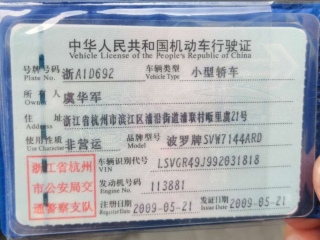 中华人民共和国机动车行驶证
Vehicle License of the People's Republic of China
号牌号码 浙A1D692 车辆类型 小型轿车
Plate No. Vehicle Type
所有人 虞华军
Owner
住址 浙江省杭州市滨江区浦沿街道浦联村畈里虞21号
Address
使用性质 非营运 品牌型号 波罗牌SVW7144ARD
Use Character Model
浙江省杭州
市公安局交
通警察支队
车辆识别代号 LSVGR49J992031818
VIN
发动机号码 113881
Engine No.
注册日期 2009-05-21 发证日期 2009-05-21
Register Date Issue Date